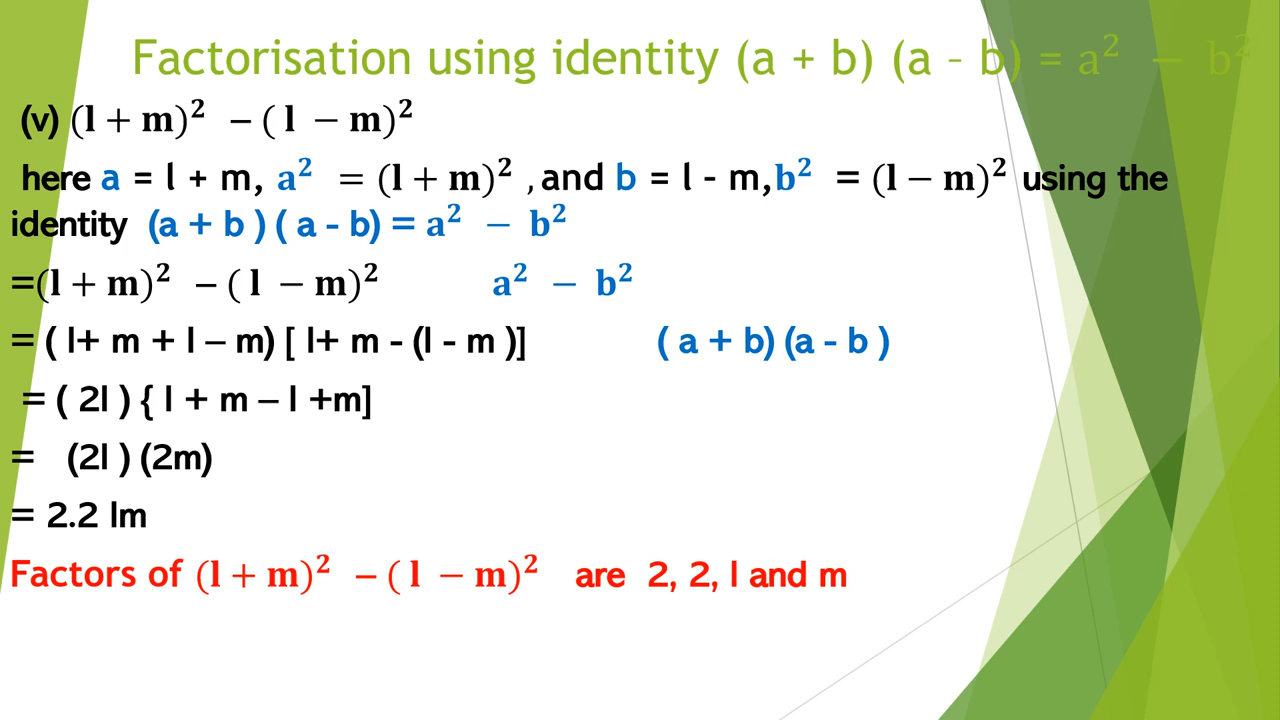 Factorisation using identity (a + b) (a – b) = a² − b²
(v) (l + m)² – ( l − m)²
here a = l + m, a² = (l + m)² , and b = l - m,b² = (l − m)² using the
identity (a + b ) ( a - b) = a² − b²
=(l + m)² – ( l − m)² a² − b²
= ( l+ m + l – m) [ l+ m - (l - m )] ( a + b) (a - b )
= ( 2l ) { l + m – l +m]
= (2l ) (2m)
= 2.2 lm
Factors of (l + m)² – ( l − m)² are 2, 2, l and m